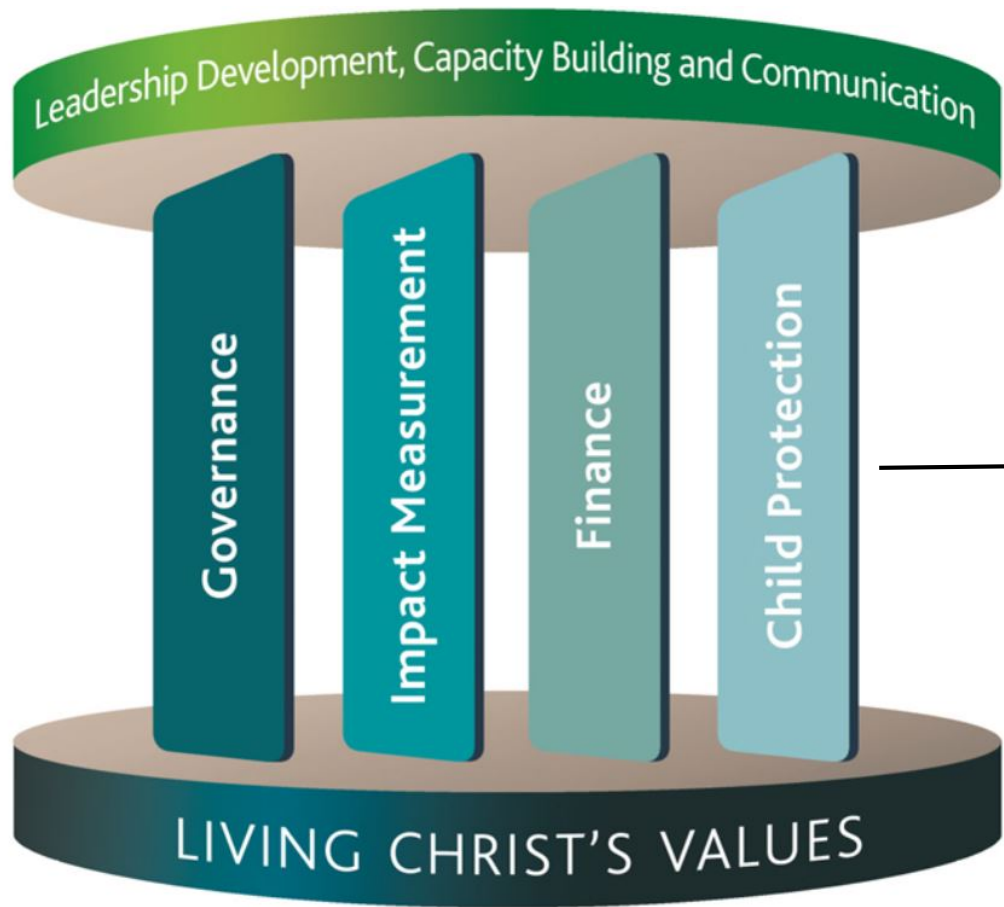 Leadership Development, Capacity Building and Communication
Governance
Impact Measurement
Finance
Child Protection
LIVING CHRIST'S VALUES